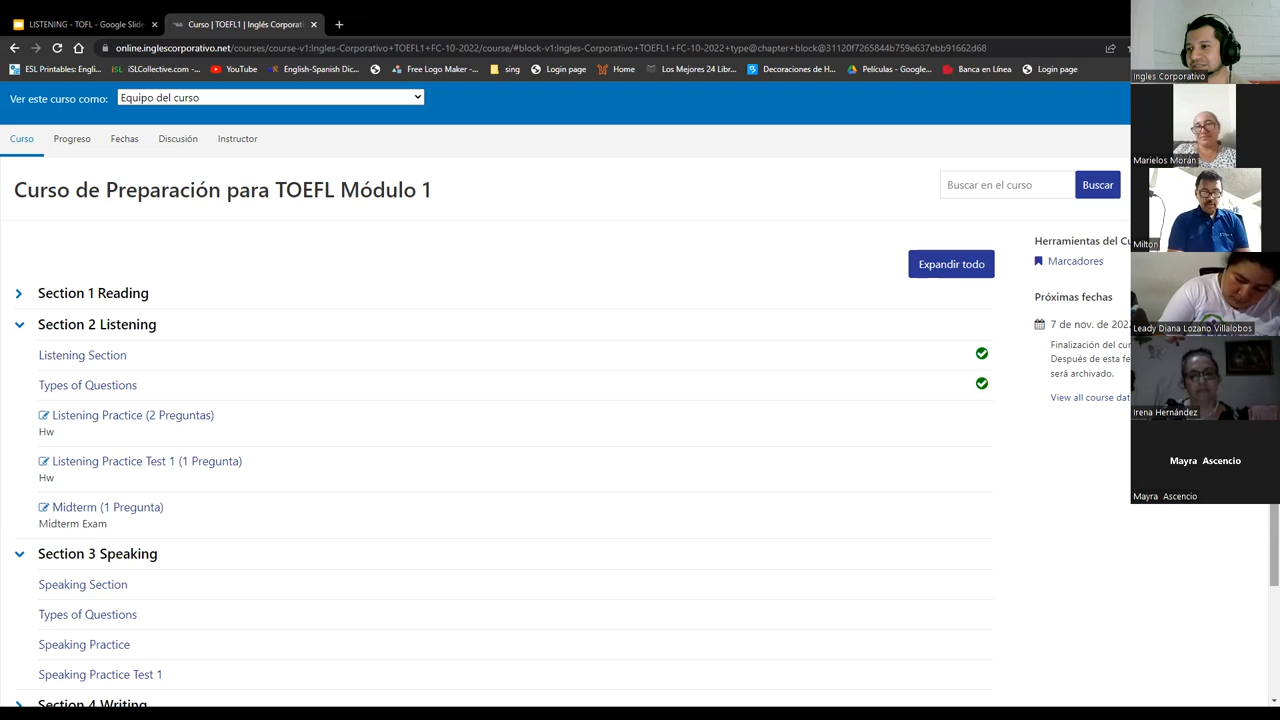 LISTENING - TOFL - Google Slide
Curso | TOEFL1 | Inglés Corporati
online.inglescorporativo.net/courses/course-v1:Ingles-Corporativo+TOEFL1+FC-10-2022/course/#block-v1:Ingles-Corporativo+TOEFL1+FC-10-2022+type@chapter+block@31120f7265844b759e637ebb91662d68
ESL Printables: Engli...
iSLCollective.com -...
YouTube
English-Spanish Dic...
Free Logo Maker -...
sing
Login page
Home
Los Mejores 24 Libr...
Decoraciones de H...
Películas - Google...
Banca en Línea
Login page
Ver este curso como:
Equipo del curso
Curso
Progreso
Fechas
Discusión
Instructor
Curso de Preparación para TOEFL Módulo 1
Buscar en el curso
Buscar
Expandir todo
Section 1 Reading
Section 2 Listening
Listening Section
Types of Questions
Listening Practice (2 Preguntas)
Hw
Listening Practice Test 1 (1 Pregunta)
Hw
Midterm (1 Pregunta)
Midterm Exam
Section 3 Speaking
Speaking Section
Types of Questions
Speaking Practice
Speaking Practice Test 1
Section 4 Writing
Herramientas del Cu
Marcadores
Próximas fechas
7 de nov. de 2022
Finalización del cur
Después de esta fe
será archivado.
View all course dat
Ingles Corporativo
Marielos Morán
Milton
Leady Diana Lozano Villalobos
Irena Hernández
Mayra Ascencio
Mayra Ascencio